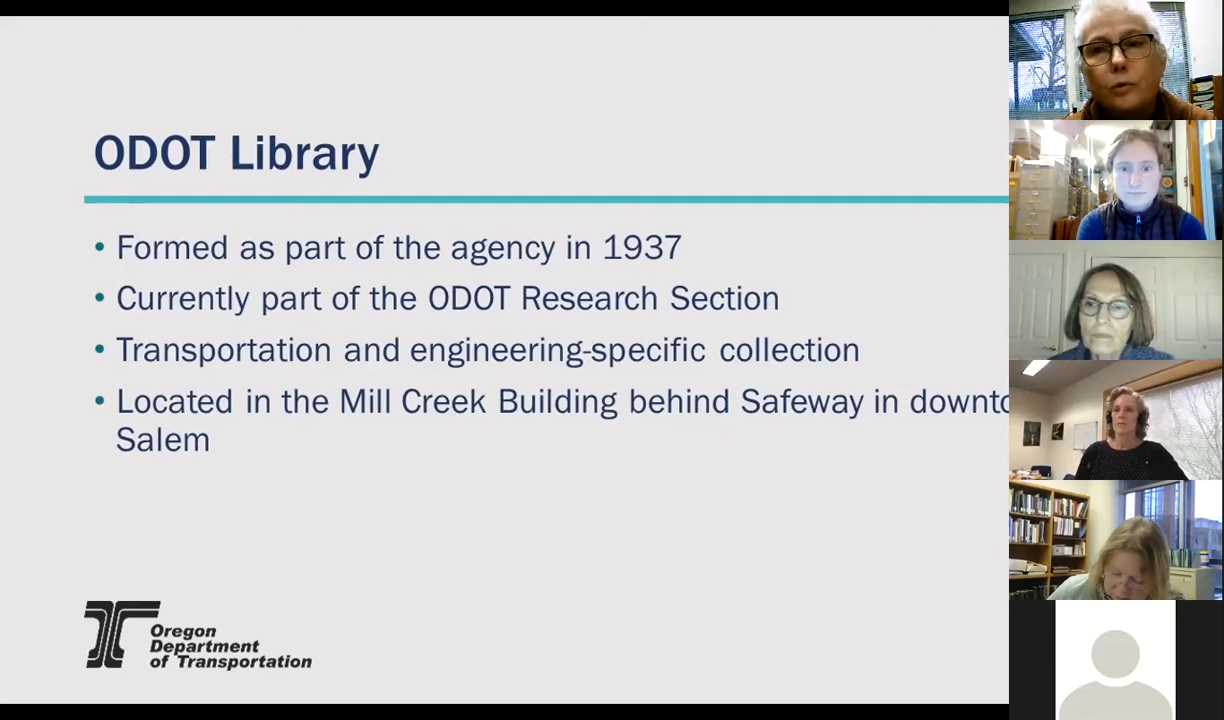 ODOT Library
• Formed as part of the agency in 1937
• Currently part of the ODOT Research Section
• Transportation and engineering-specific collection
• Located in the Mill Creek Building behind Safeway in
Salem
Oregon
Department
of Transportation